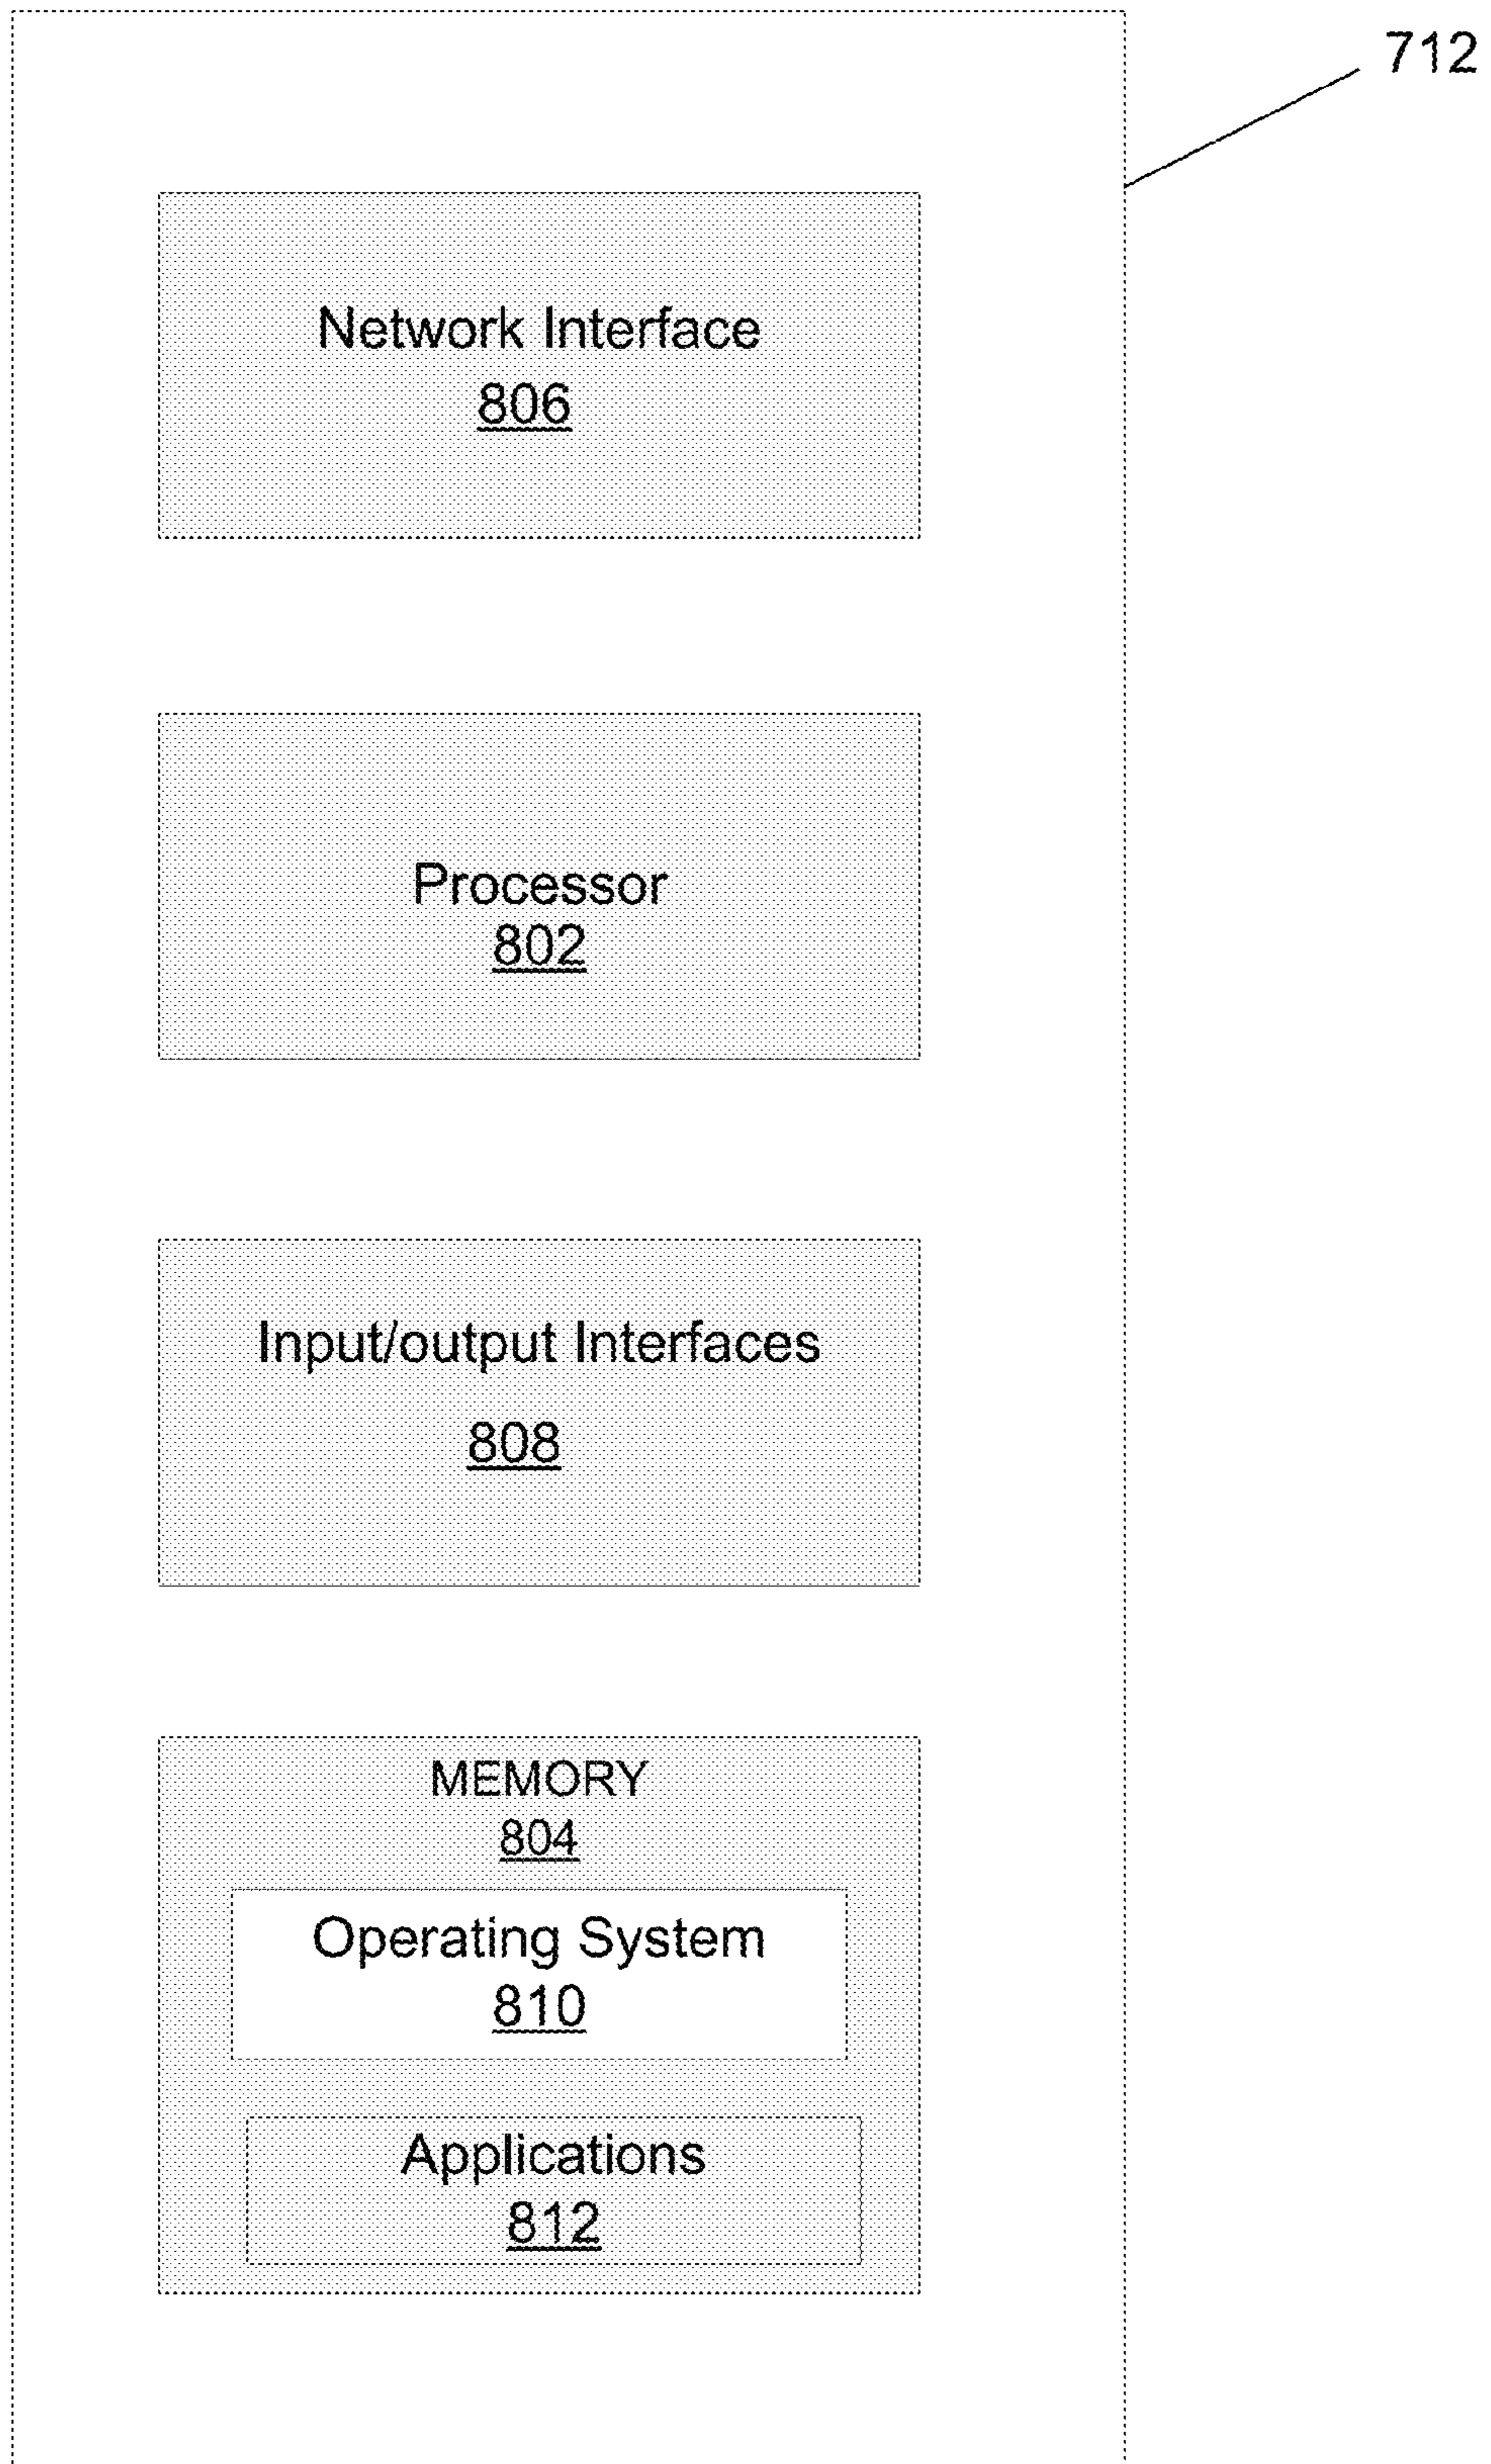 712
Network Interface
806
Processor
802
Input/output Interfaces
808
MEMORY
804
Operating System
810
Applications
812